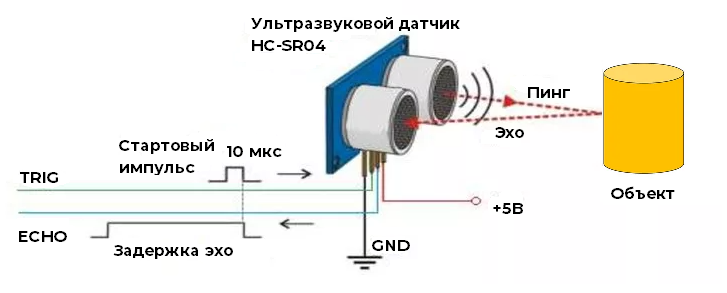 Ультразвуковой датчик
HC-SR04
Пинг
Эхо
Объект
Стартовый
импульс
10 мкс
TRIG
+5В
ECHO
Задержка эхо
GND